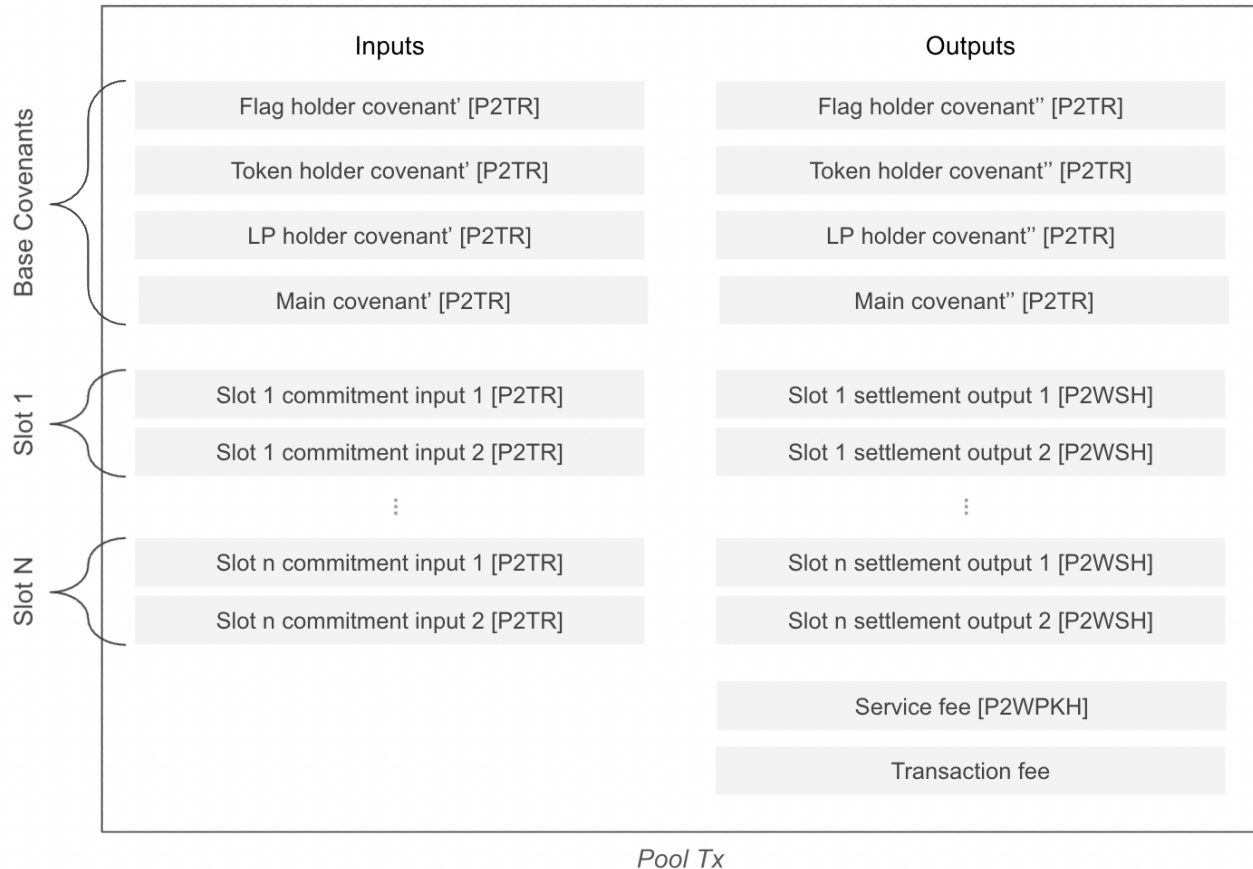 Inputs
Outputs
Base Covenants
Flag holder covenant’ [P2TR]
Flag holder covenant’’ [P2TR]
Token holder covenant’ [P2TR]
Token holder covenant’’ [P2TR]
LP holder covenant’ [P2TR]
LP holder covenant’’ [P2TR]
Main covenant’ [P2TR]
Main covenant’’ [P2TR]
Slot 1
Slot 1 commitment input 1 [P2TR]
Slot 1 settlement output 1 [P2WSH]
Slot 1 commitment input 2 [P2TR]
Slot 1 settlement output 2 [P2WSH]
...
...
Slot N
Slot n commitment input 1 [P2TR]
Slot n settlement output 1 [P2WSH]
Slot n commitment input 2 [P2TR]
Slot n settlement output 2 [P2WSH]
Service fee [P2WPKH]
Transaction fee
Pool Tx